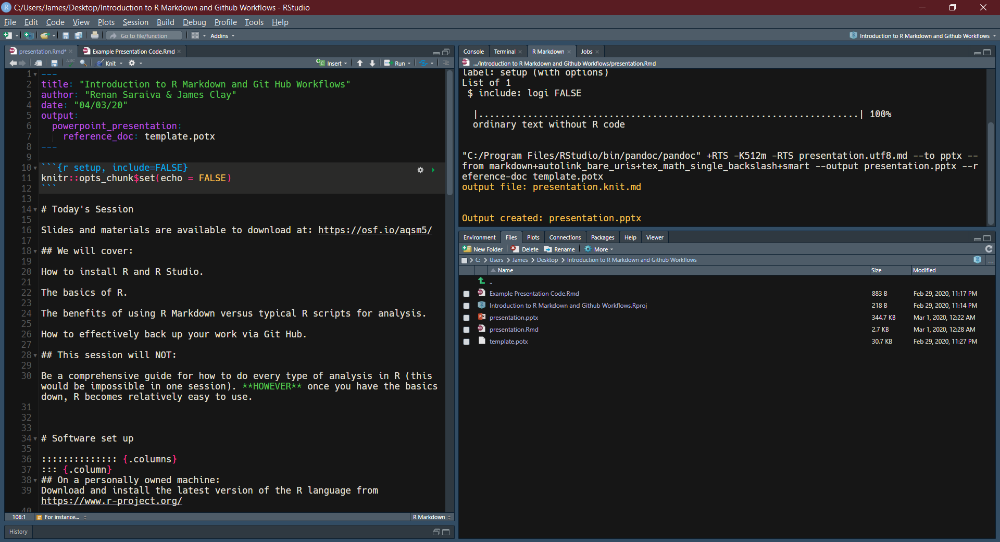 C:/Users/James/Desktop/Introduction to R Markdown and Github Workflows - RStudio
File Edit Code View Plots Session Build Debug Profile Tools Help
Go to file/function Addins Introduction to R Markdown and Github Workflows
presentation.Rmd* Example Presentation Code.Rmd
ABC Knit Insert Run
1 ---
2 title: "Introduction to R Markdown and Git Hub Workflows"
3 author: "Renan Saraiva & James Clay"
4 date: "04/03/20"
5 output:
6 powerpoint_presentation:
7 reference_doc: template.potx
8 ---
9
10 ```{r setup, include=FALSE}
11 knitr::opts_chunk$set(echo = FALSE)
12 ```
13
14 # Today's Session
15
16 Slides and materials are available to download at: https://osf.io/aqsm5/
17
18 ## We will cover:
19
20 How to install R and R Studio.
21
22 The basics of R.
23
24 The benefits of using R Markdown versus typical R scripts for analysis.
25
26 How to effectively back up your work via Git Hub.
27
28 ## This session will NOT:
29
30 Be a comprehensive guide for how to do every type of analysis in R (this
would be impossible in one session). **HOWEVER** once you have the basics
down, R becomes relatively easy to use.
31
32
33
34 # Software set up
35
36 :::::::::::::: {.columns}
37 ::: {.column}
38 ## On a personally owned machine:
39 Download and install the latest version of the R language from
https://www.r-project.org/
40
108:1 # For instance... R Markdown
History
Console Terminal R Markdown Jobs
.../Introduction to R Markdown and Github Workflows/presentation.Rmd
label: setup (with options)
List of 1
$ include: logi FALSE
|......................................................................| 100%
ordinary text without R code
"C:/Program Files/RStudio/bin/pandoc/pandoc" +RTS -K512m -RTS presentation.utf8.md --to pptx --
from markdown+autolink_bare_uris+tex_math_single_backslash+smart --output presentation.pptx --r
eference-doc template.potx
output file: presentation.knit.md
Output created: presentation.pptx
Environment Files Plots Connections Packages Help Viewer
New Folder Delete Rename More
C: > Users > James > Desktop > Introduction to R Markdown and Github Workflows ...
Name Size Modified
..
Example Presentation Code.Rmd 883 B Feb 29, 2020, 11:17 PM
Introduction to R Markdown and Github Workflows.Rproj 218 B Feb 29, 2020, 11:14 PM
presentation.pptx 344.7 KB Mar 1, 2020, 12:22 AM
presentation.Rmd 2.7 KB Mar 1, 2020, 12:28 AM
template.potx 30.7 KB Feb 29, 2020, 11:27 PM